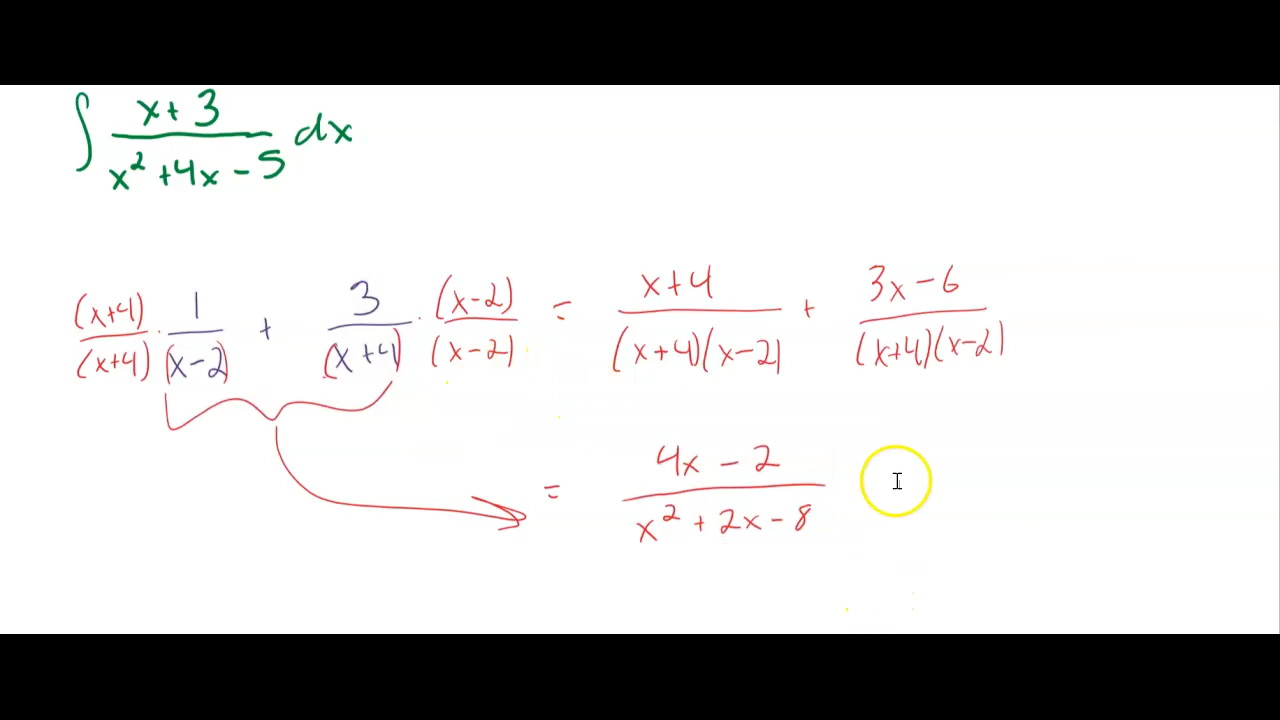 ∫ (x+3)/(x² +4x −5) dx
(x+4)/(x+4) · 1/(x−2) + 3/(x+4) · (x−2)/(x−2) = (x+4)/((x+4)(x−2)) + (3x−6)/((x+4)(x−2))
= (4x −2)/(x² +2x −8)